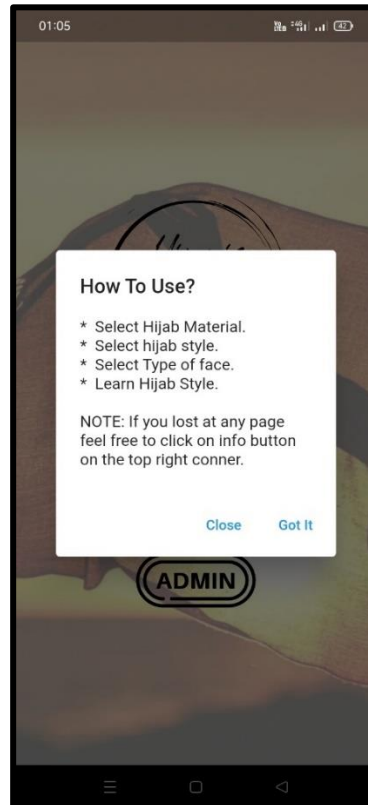 01:05
42
How To Use?
* Select Hijab Material.
* Select hijab style.
* Select Type of face.
* Learn Hijab Style.
NOTE: If you lost at any page
feel free to click on info button
on the top right conner.
Close Got It
ADMIN